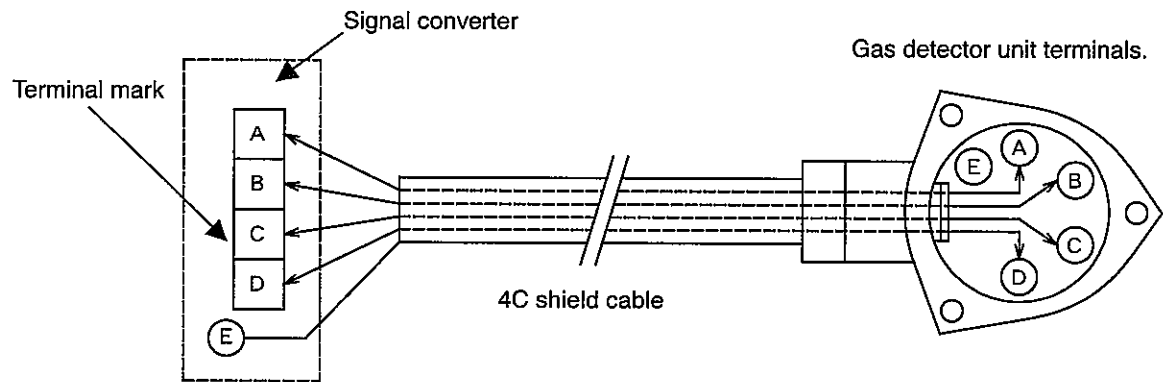 Signal converter
Gas detector unit terminals.
Terminal mark
A
B
C
D
E
E
A
B
C
D
4C shield cable